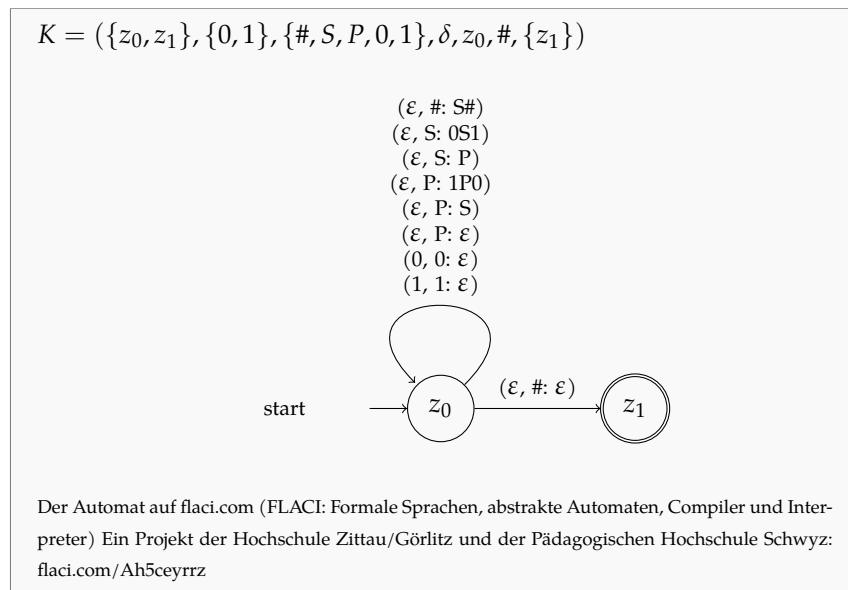 K = ({z₀, z₁}, {0, 1}, {#, S, P, 0, 1}, δ, z₀, #, {z₁})
(ε, #: S#)
(ε, S: 0S1)
(ε, S: P)
(ε, P: 1P0)
(ε, P: S)
(ε, P: ε)
(0, 0: ε)
(1, 1: ε)
(ε, #: ε)
start z₀ z₁
Der Automat auf flaci.com (FLACI: Formale Sprachen, abstrakte Automaten, Compiler und Inter-
preter) Ein Projekt der Hochschule Zittau/Görlitz und der Pädagogischen Hochschule Schwyz:
flaci.com/Ah5ceyrrz